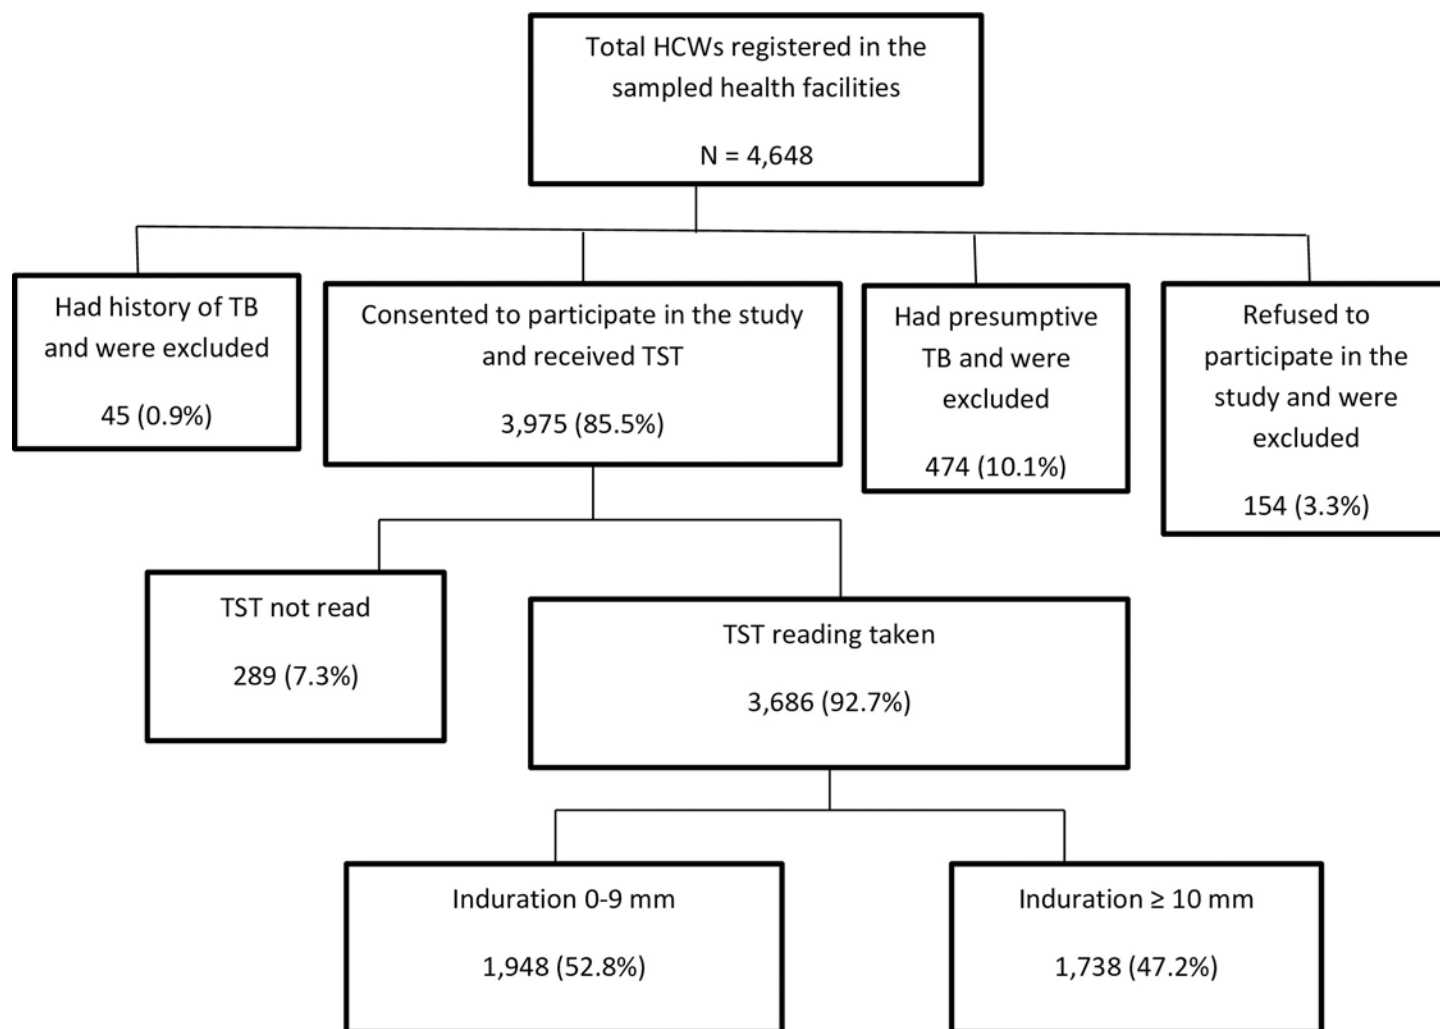 Total HCWs registered in the
sampled health facilities
N = 4,648
Had history of TB
and were excluded
45 (0.9%)
Consented to participate in the study
and received TST
3,975 (85.5%)
Had presumptive
TB and were
excluded
474 (10.1%)
Refused to
participate in the
study and were
excluded
154 (3.3%)
TST not read
289 (7.3%)
TST reading taken
3,686 (92.7%)
Induration 0-9 mm
1,948 (52.8%)
Induration ≥ 10 mm
1,738 (47.2%)